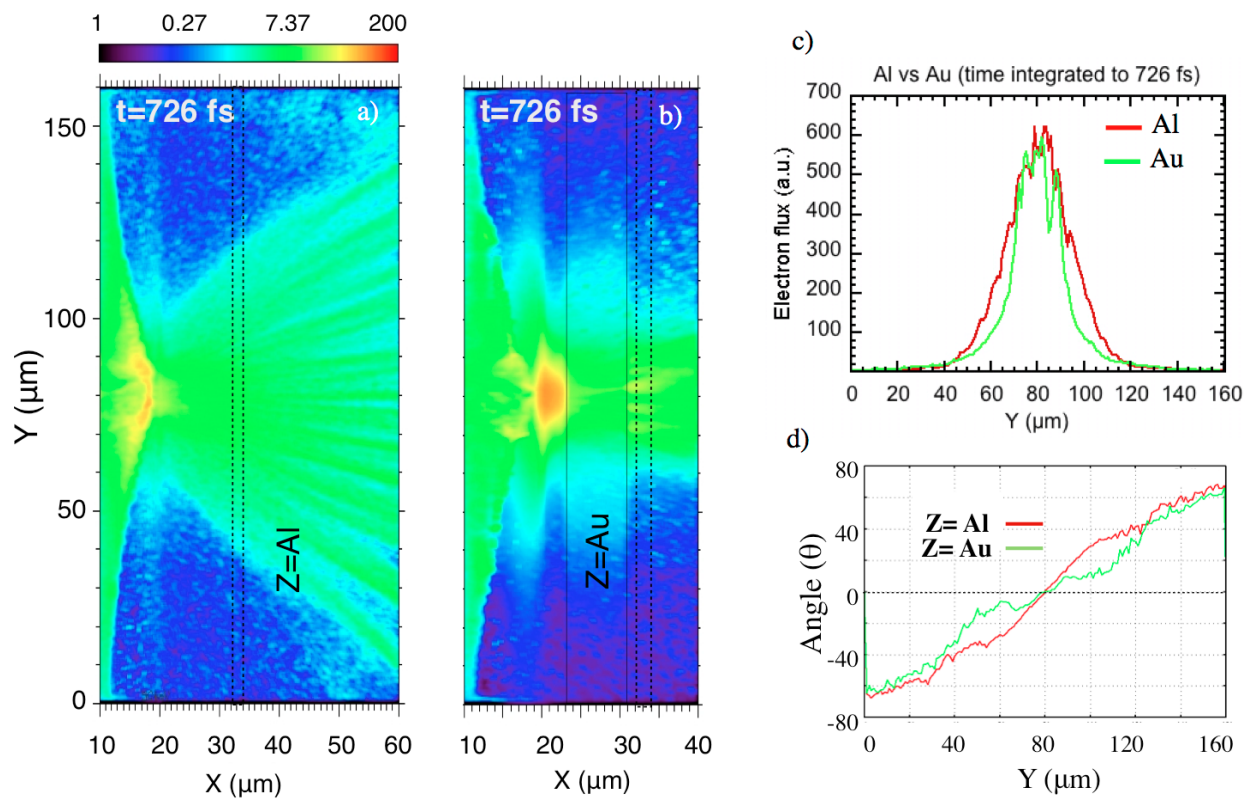 1 0.27 7.37 200
t=726 fs a)
150
100
50
0
Y (µm)
Z=Al
10 20 30 40 50 60
X (µm)
t=726 fs b)
Z=Au
10 20 30 40
X (µm)
c)
Al vs Au (time integrated to 726 fs)
700
600
500
400
300
200
100
Electron flux (a.u.)
Al
Au
0 20 40 60 80 100 120 140 160
Y (µm)
d)
80
40
0
-40
-80
Angle (θ)
Z= Al
Z= Au
0 40 80 120 160
Y (µm)